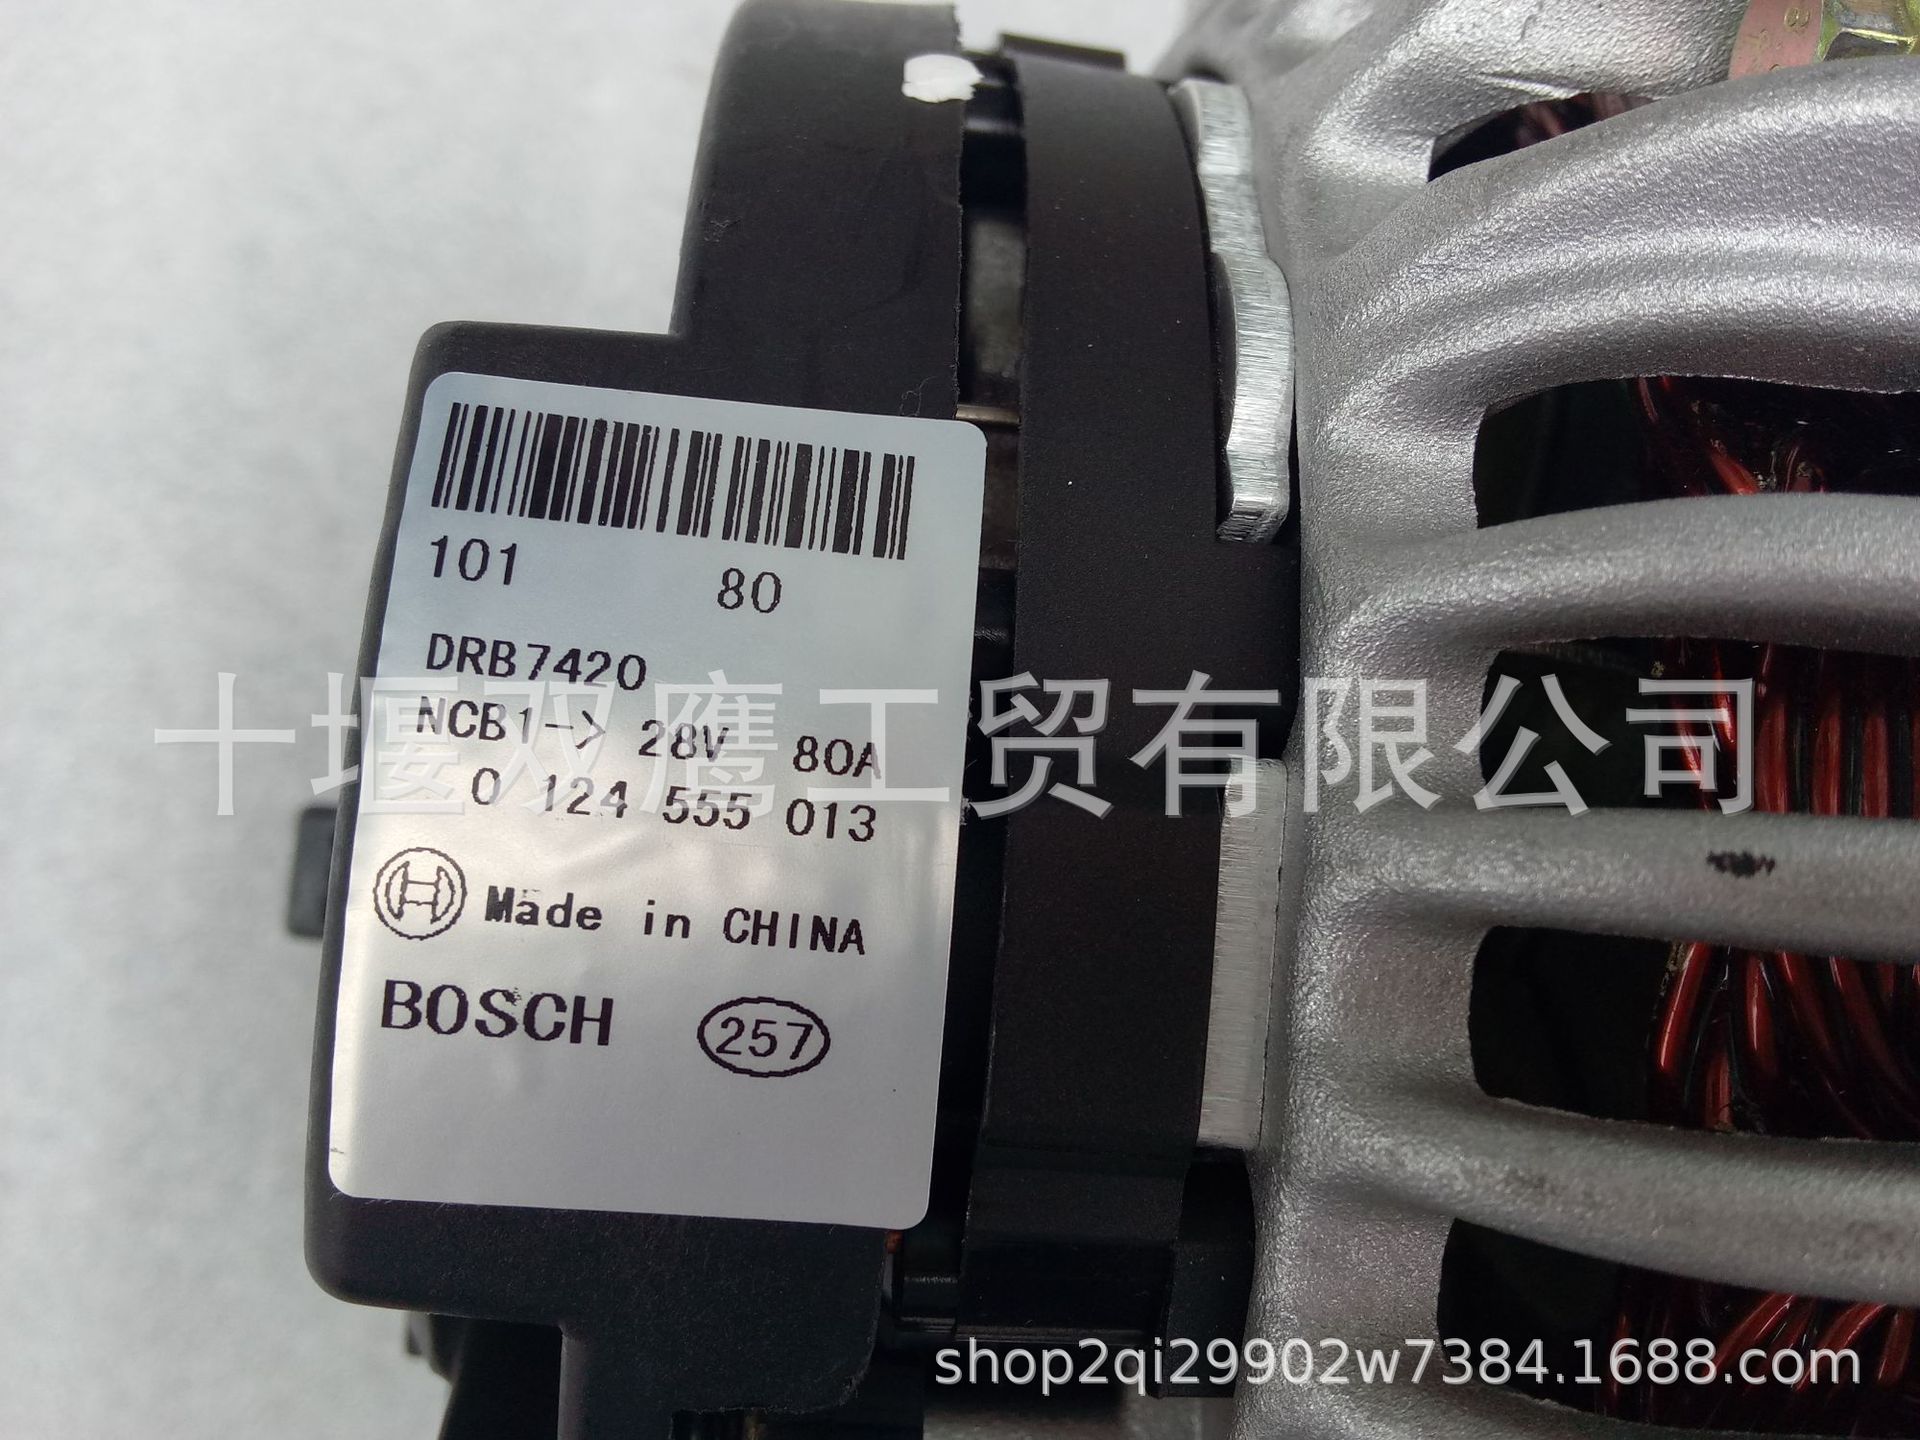 101 80
DRB7420
NCB1-> 28V 80A
0 124 555 013
Made in CHINA
BOSCH 257
十堰双鹰工贸有限公司
shop2qi29902w7384.1688.com